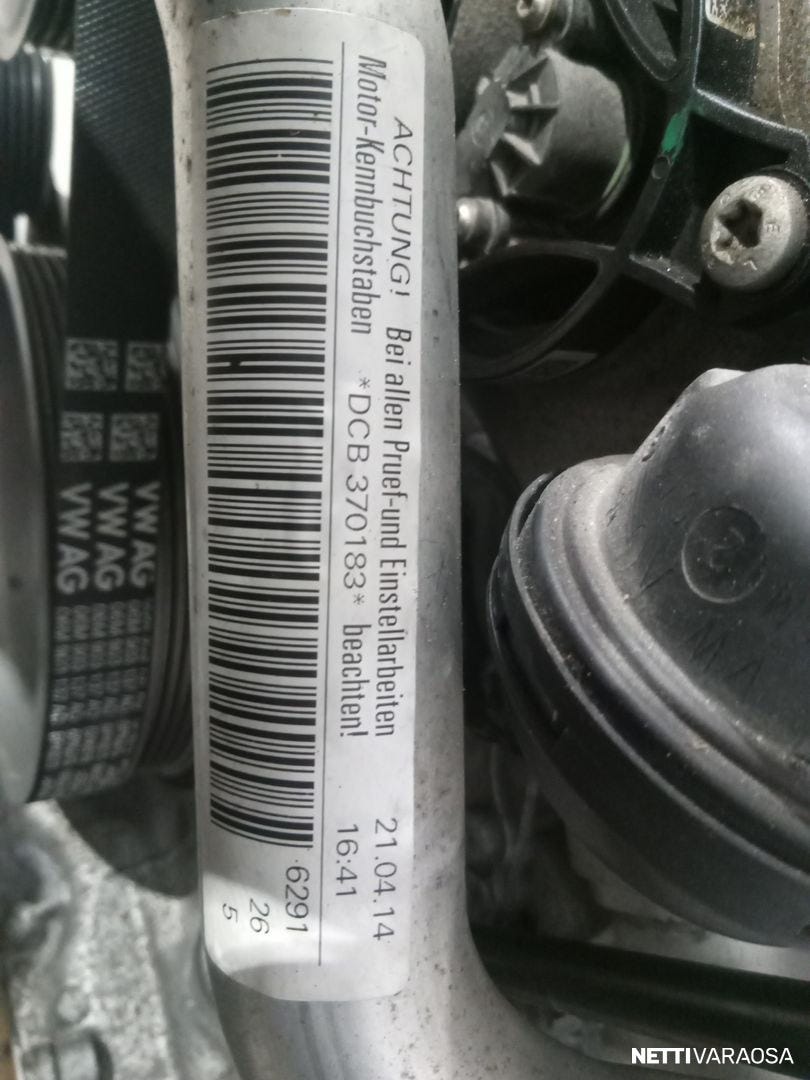 ACHTUNG! Bei allen Pruef-und Einstellarbeiten 21.04.14
Motor-Kennbuchstaben *DCB 370183* beachten! 16:41
6291
26
5
VW AG
VW AG
VW AG
2
NETTIVARAOSA